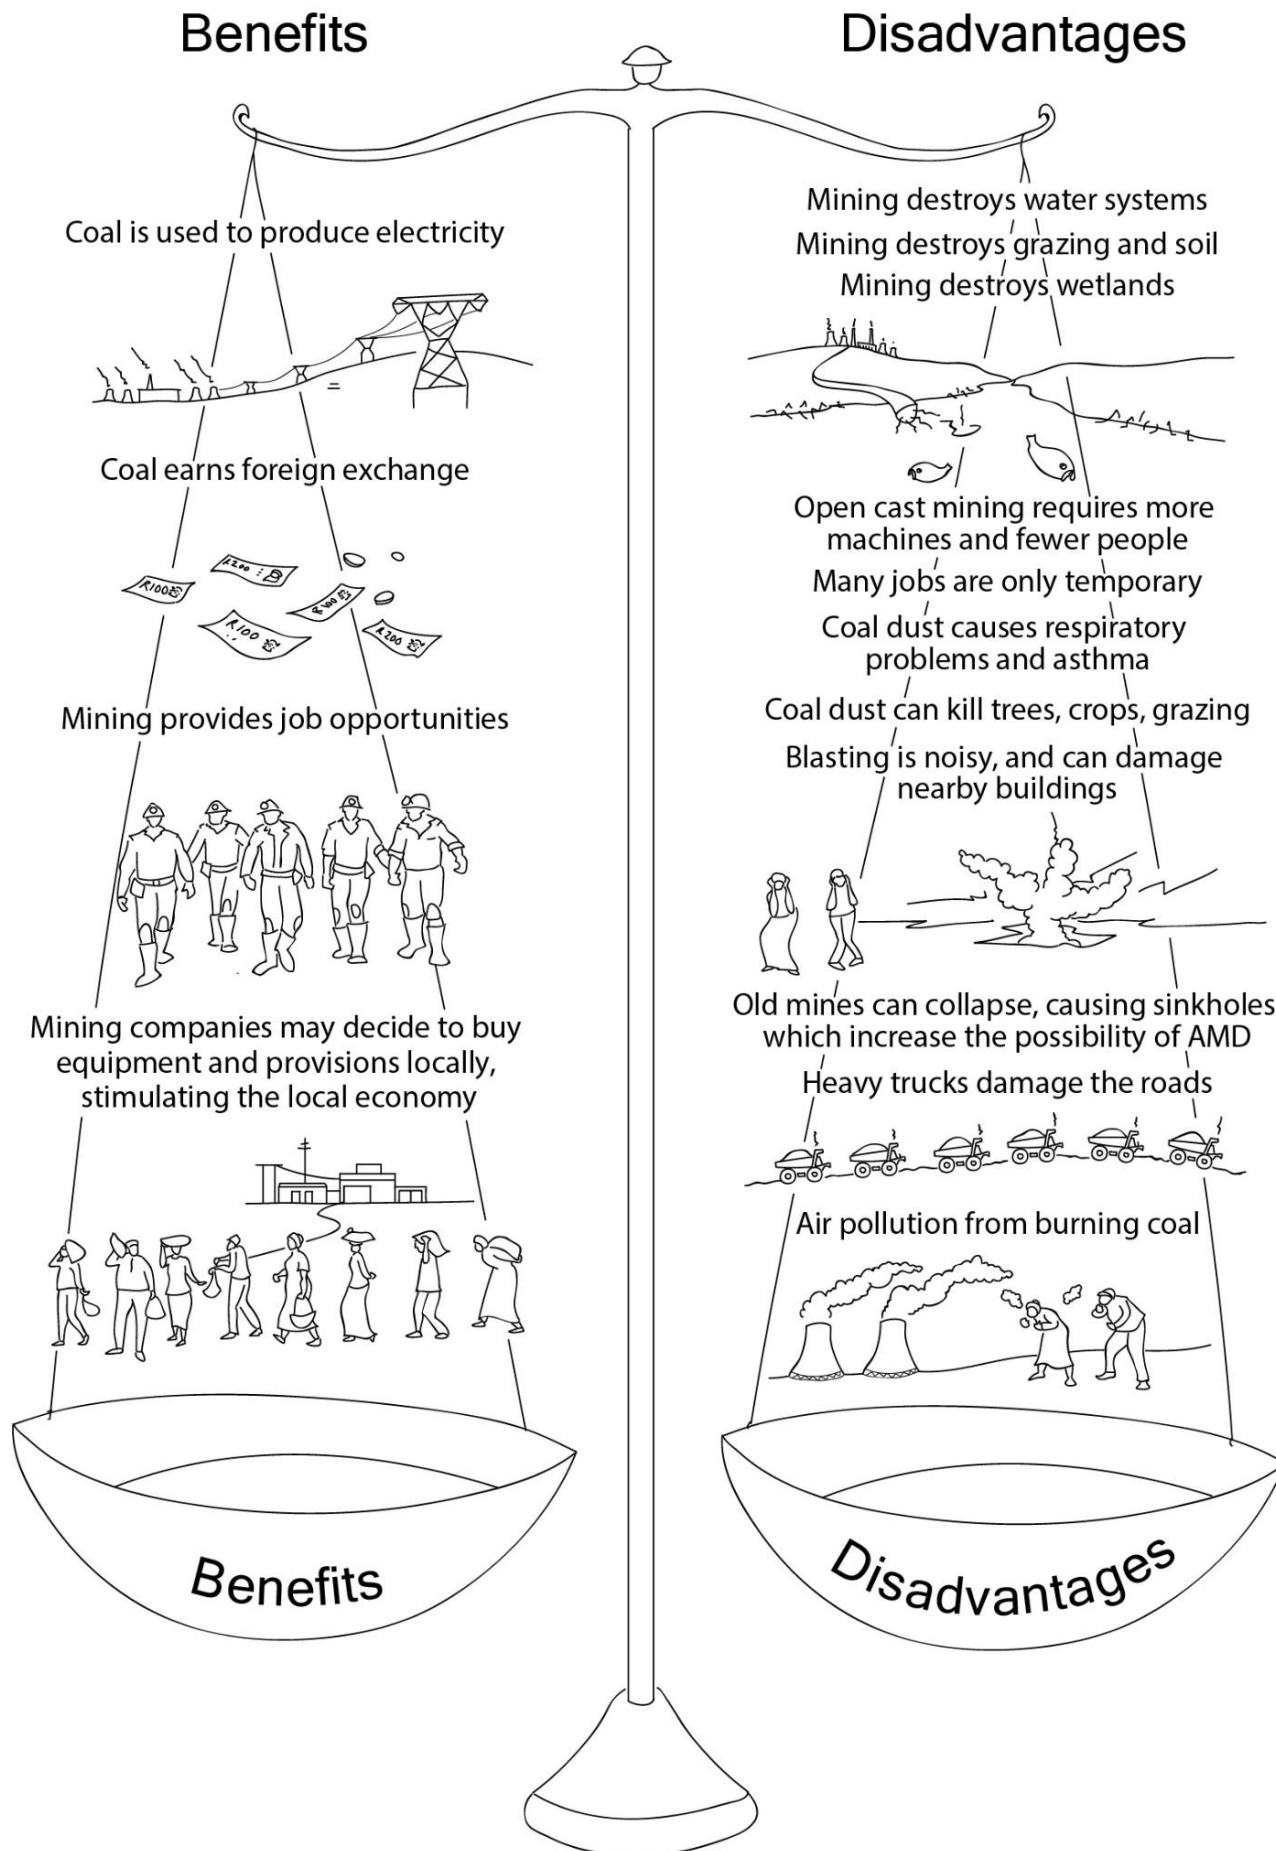 Benefits
Coal is used to produce electricity
Coal earns foreign exchange
R100
R200
R100
R100
R200
Mining provides job opportunities
Mining companies may decide to buy
equipment and provisions locally,
stimulating the local economy
Benefits
Disadvantages
Mining destroys water systems
Mining destroys grazing and soil
Mining destroys wetlands
Open cast mining requires more
machines and fewer people
Many jobs are only temporary
Coal dust causes respiratory
problems and asthma
Coal dust can kill trees, crops, grazing
Blasting is noisy, and can damage
nearby buildings
Old mines can collapse, causing sinkholes
which increase the possibility of AMD
Heavy trucks damage the roads
Air pollution from burning coal
Disadvantages